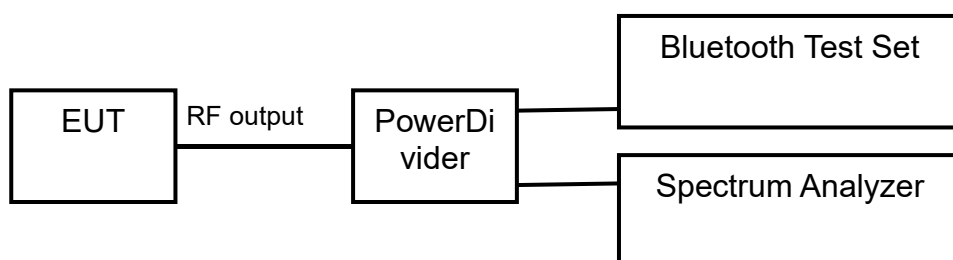 Bluetooth Test Set
EUT
RF output
PowerDi
vider
Spectrum Analyzer